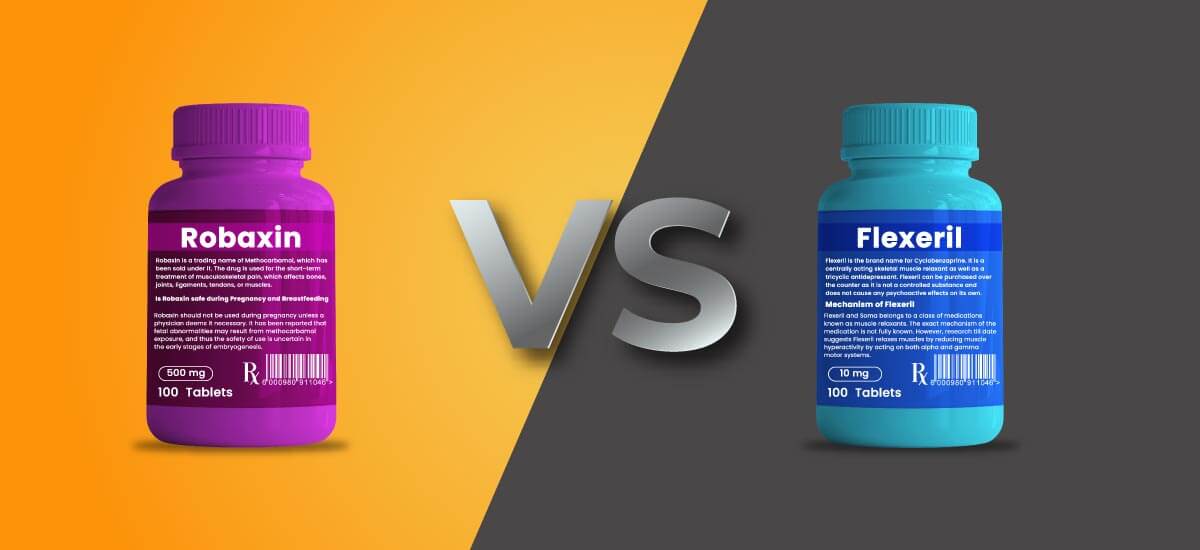 Robaxin
Robaxin is a trading name of Methocarbamol, which has
been sold under it. The drug is used for the short-term
treatment of musculoskeletal pain, which affects bones,
joints, ligaments, tendons, or muscles.
Is Robaxin safe during Pregnancy and Breastfeeding
Robaxin should not be used during pregnancy unless a
physician deems it necessary. It has been reported that
fetal abnormalities may result from methocarbamol
exposure, and thus the safety of use is uncertain in
the early stages of embryogenesis.
500 mg
Rx
6 000980 911046 >
100 Tablets
VS
Flexeril
Flexeril is the brand name for Cyclobenzaprine. It is a
centrally acting skeletal muscle relaxant as well as a
tricyclic antidepressant. Flexeril can be purchased over
the counter as it is not a controlled substance and
does not cause any psychoactive effects on its own.
Mechanism of Flexeril
Flexeril and Soma belongs to a class of medications
known as muscle relaxants. The exact mechanism of the
medication is not fully known. However, research till date
suggests Flexeril relaxes muscles by reducing muscle
hyperactivity by acting on both alpha and gamma
motor systems.
10 mg
Rx
6 000980 911046 >
100 Tablets